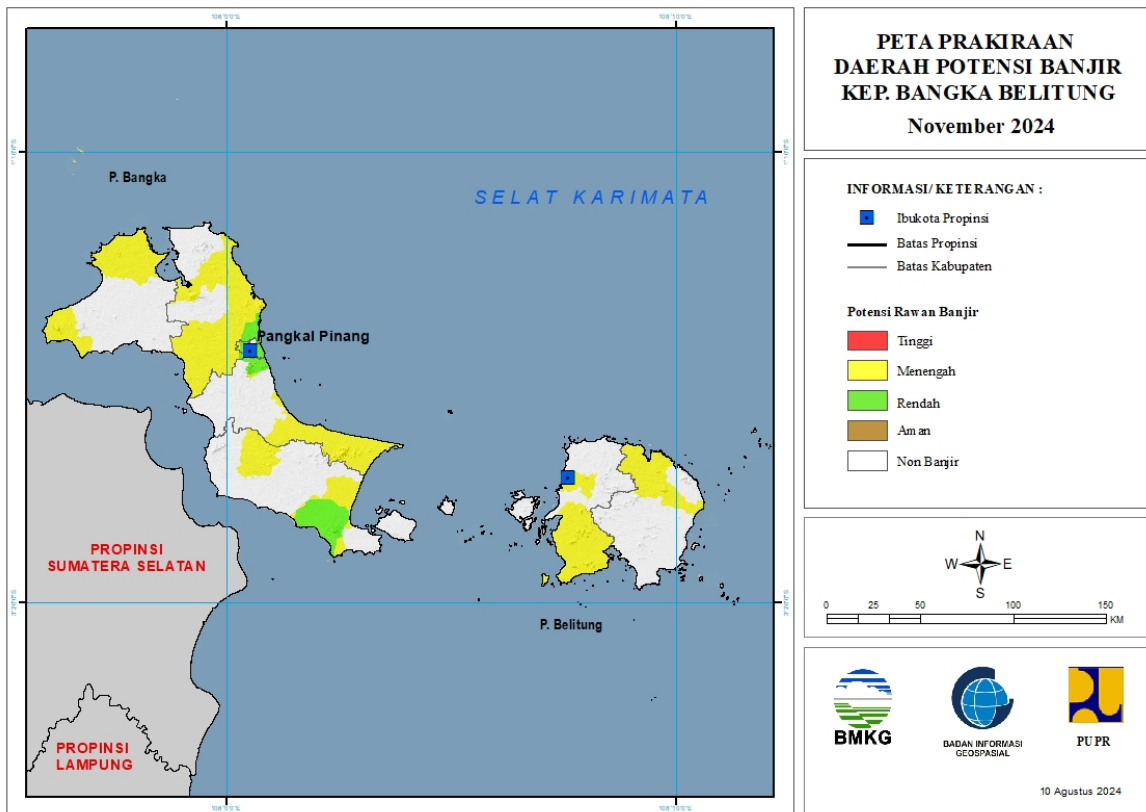 PETA PRAKIRAAN
DAERAH POTENSI BANJIR
KEP. BANGKA BELITUNG
November 2024
P. Bangka
SELAT KARIMATA
Pangkal Pinang
PROPINSI
SUMATERA SELATAN
P. Belitung
PROPINSI
LAMPUNG
INFORMASI/ KETERANGAN :
Ibukota Propinsi
Batas Propinsi
Batas Kabupaten
Potensi Rawan Banjir
Tinggi
Menengah
Rendah
Aman
Non Banjir
N
W E
S
0 25 50 100 150
KM
BMKG
BADAN INFORMASI
GEOSPASIAL
PUPR
10 Agustus 2024